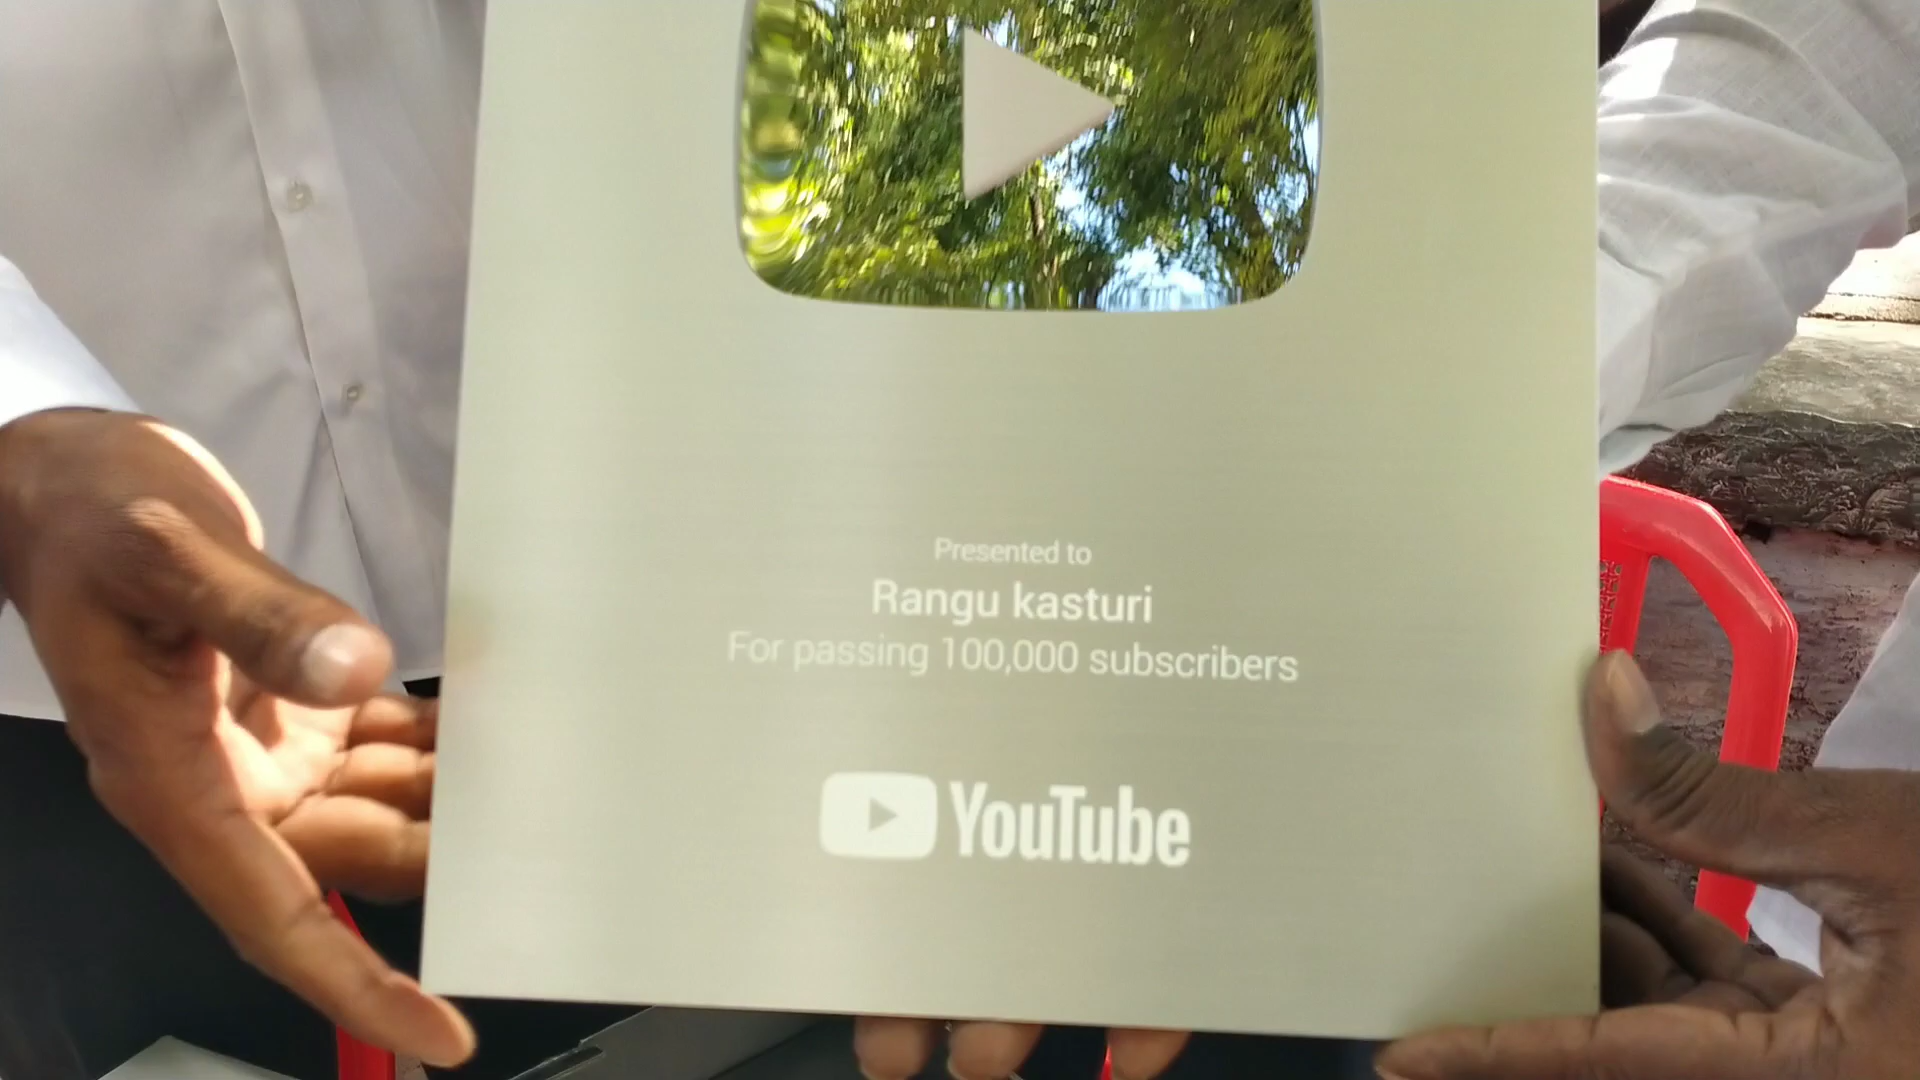 Presented to
Rangu kasturi
For passing 100,000 subscribers
YouTube